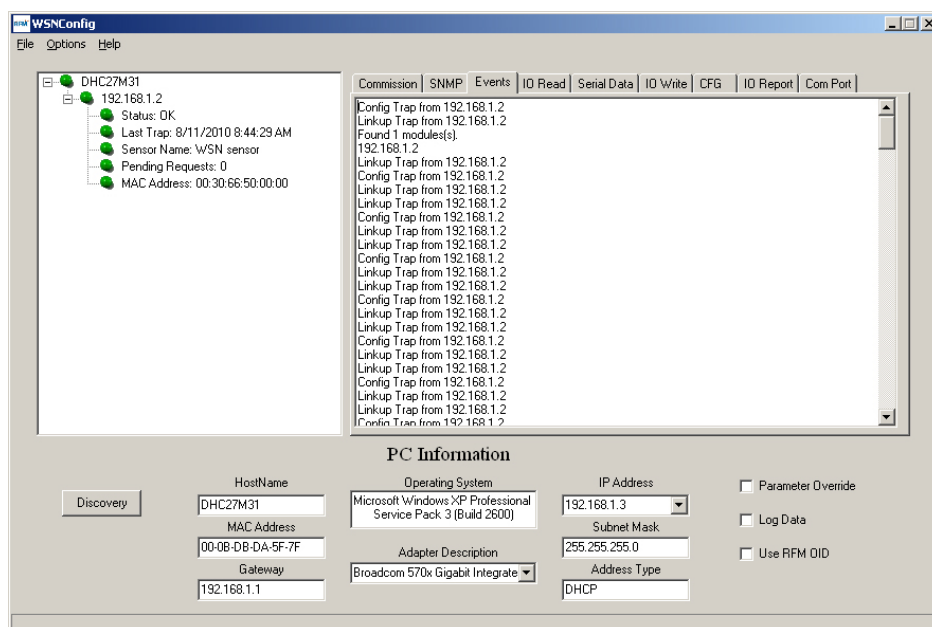 RFM WSNConfig
File Options Help
DHC27M31
192.168.1.2
Status: OK
Last Trap: 8/11/2010 8:44:29 AM
Sensor Name: WSN sensor
Pending Requests: 0
MAC Address: 00:30:66:50:00:00
Commission SNMP Events IO Read Serial Data IO Write CFG IO Report Com Port
Config Trap from 192.168.1.2
Linkup Trap from 192.168.1.2
Found 1 modules(s).
192.168.1.2
Linkup Trap from 192.168.1.2
Config Trap from 192.168.1.2
Linkup Trap from 192.168.1.2
Linkup Trap from 192.168.1.2
Config Trap from 192.168.1.2
Linkup Trap from 192.168.1.2
Linkup Trap from 192.168.1.2
Config Trap from 192.168.1.2
Linkup Trap from 192.168.1.2
Linkup Trap from 192.168.1.2
Config Trap from 192.168.1.2
Linkup Trap from 192.168.1.2
Linkup Trap from 192.168.1.2
Config Trap from 192.168.1.2
Linkup Trap from 192.168.1.2
Linkup Trap from 192.168.1.2
Config Trap from 192.168.1.2
Linkup Trap from 192.168.1.2
Linkup Trap from 192.168.1.2
Config Trap from 192.168.1.2
PC Information
Discovery
HostName
DHC27M31
MAC Address
00-0B-DB-DA-5F-7F
Gateway
192.168.1.1
Operating System
Microsoft Windows XP Professional
Service Pack 3 (Build 2600)
Adapter Description
Broadcom 570x Gigabit Integrate
IP Address
192.168.1.3
Subnet Mask
255.255.255.0
Address Type
DHCP
Parameter Override
Log Data
Use RFM OID